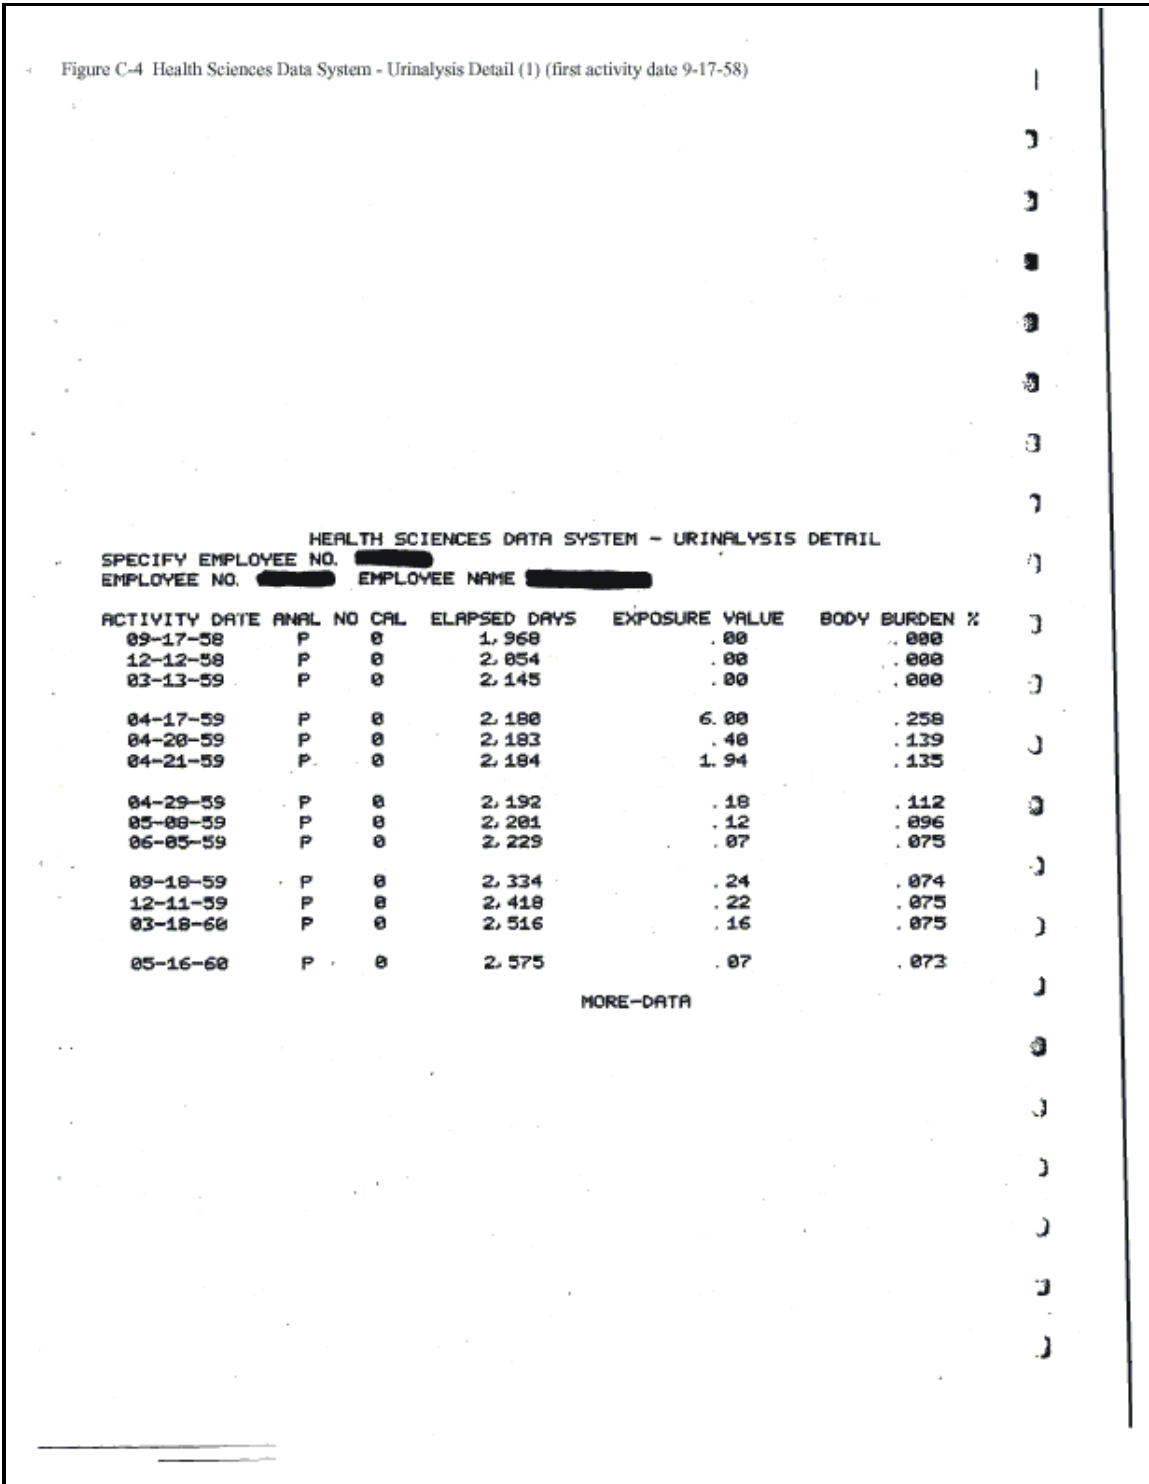 Figure C-4 Health Sciences Data System - Urinalysis Detail (1) (first activity date 9-17-58)
HEALTH SCIENCES DATA SYSTEM - URINALYSIS DETAIL
SPECIFY EMPLOYEE NO.
EMPLOYEE NO. EMPLOYEE NAME
ACTIVITY DATE ANAL NO CAL ELAPSED DAYS EXPOSURE VALUE BODY BURDEN %
09-17-58 P 0 1,968 .00 .000
12-12-58 P 0 2,054 .00 .000
03-13-59 P 0 2,145 .00 .000
04-17-59 P 0 2,180 6.00 .258
04-20-59 P 0 2,183 .40 .139
04-21-59 P 0 2,184 1.94 .135
04-29-59 P 0 2,192 .18 .112
05-08-59 P 0 2,201 .12 .096
06-05-59 P 0 2,229 .07 .075
09-18-59 P 0 2,334 .24 .074
12-11-59 P 0 2,418 .22 .075
03-18-60 P 0 2,516 .16 .075
05-16-60 P 0 2,575 .07 .073
MORE-DATA